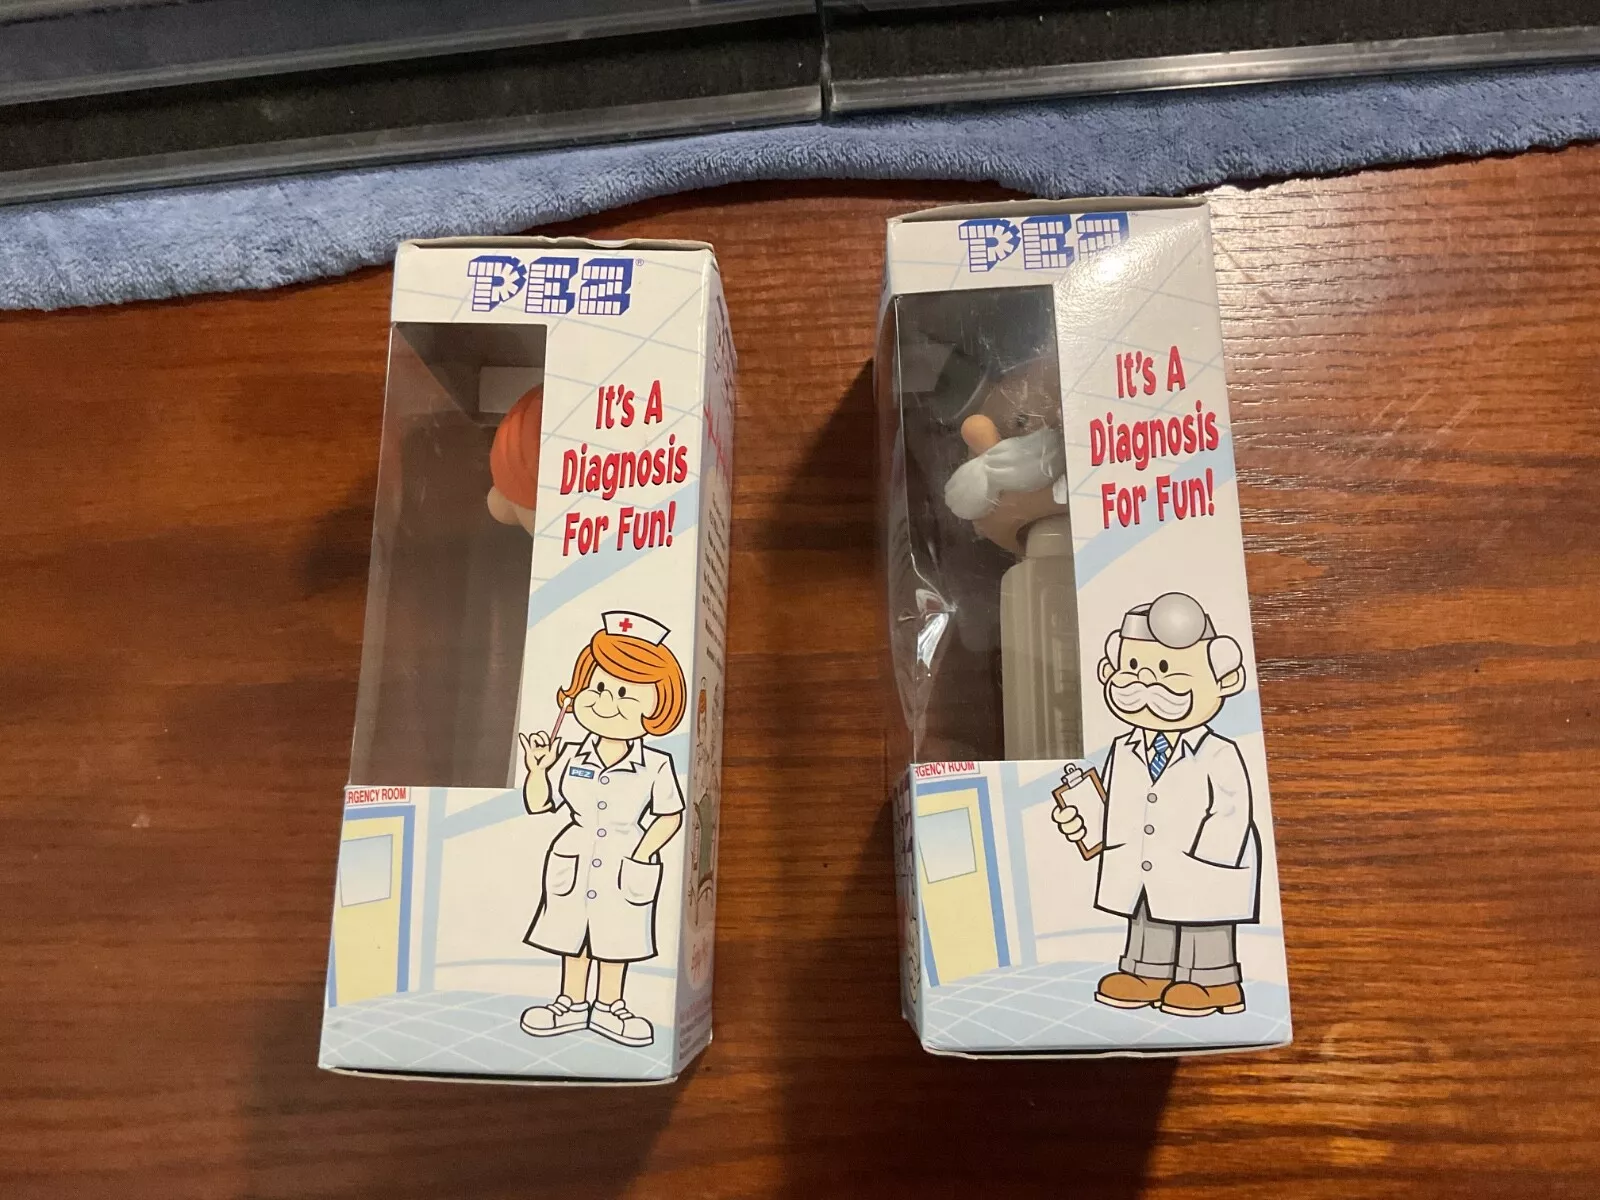 PEZ®
It's A
Diagnosis
For Fun!
PEZ
RGENCY ROOM
PEZ
It's A
Diagnosis
For Fun!
RGENCY ROOM